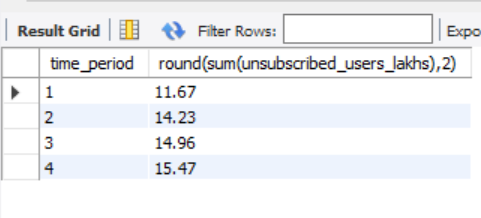 Result Grid Filter Rows: Expo
time_period round(sum(unsubscribed_users_lakhs),2)
1 11.67
2 14.23
3 14.96
4 15.47